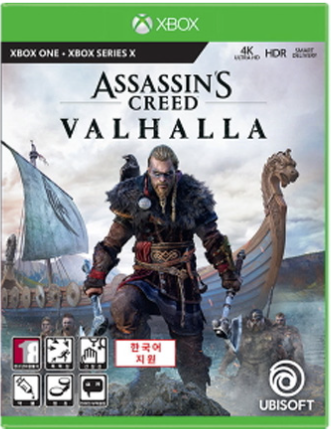 XBOX
XBOX ONE • XBOX SERIES X
4K
ULTRA HD
HDR
SMART
DELIVERY
ASSASSIN'S
CREED
VALHALLA
한국어
지원
UBISOFT